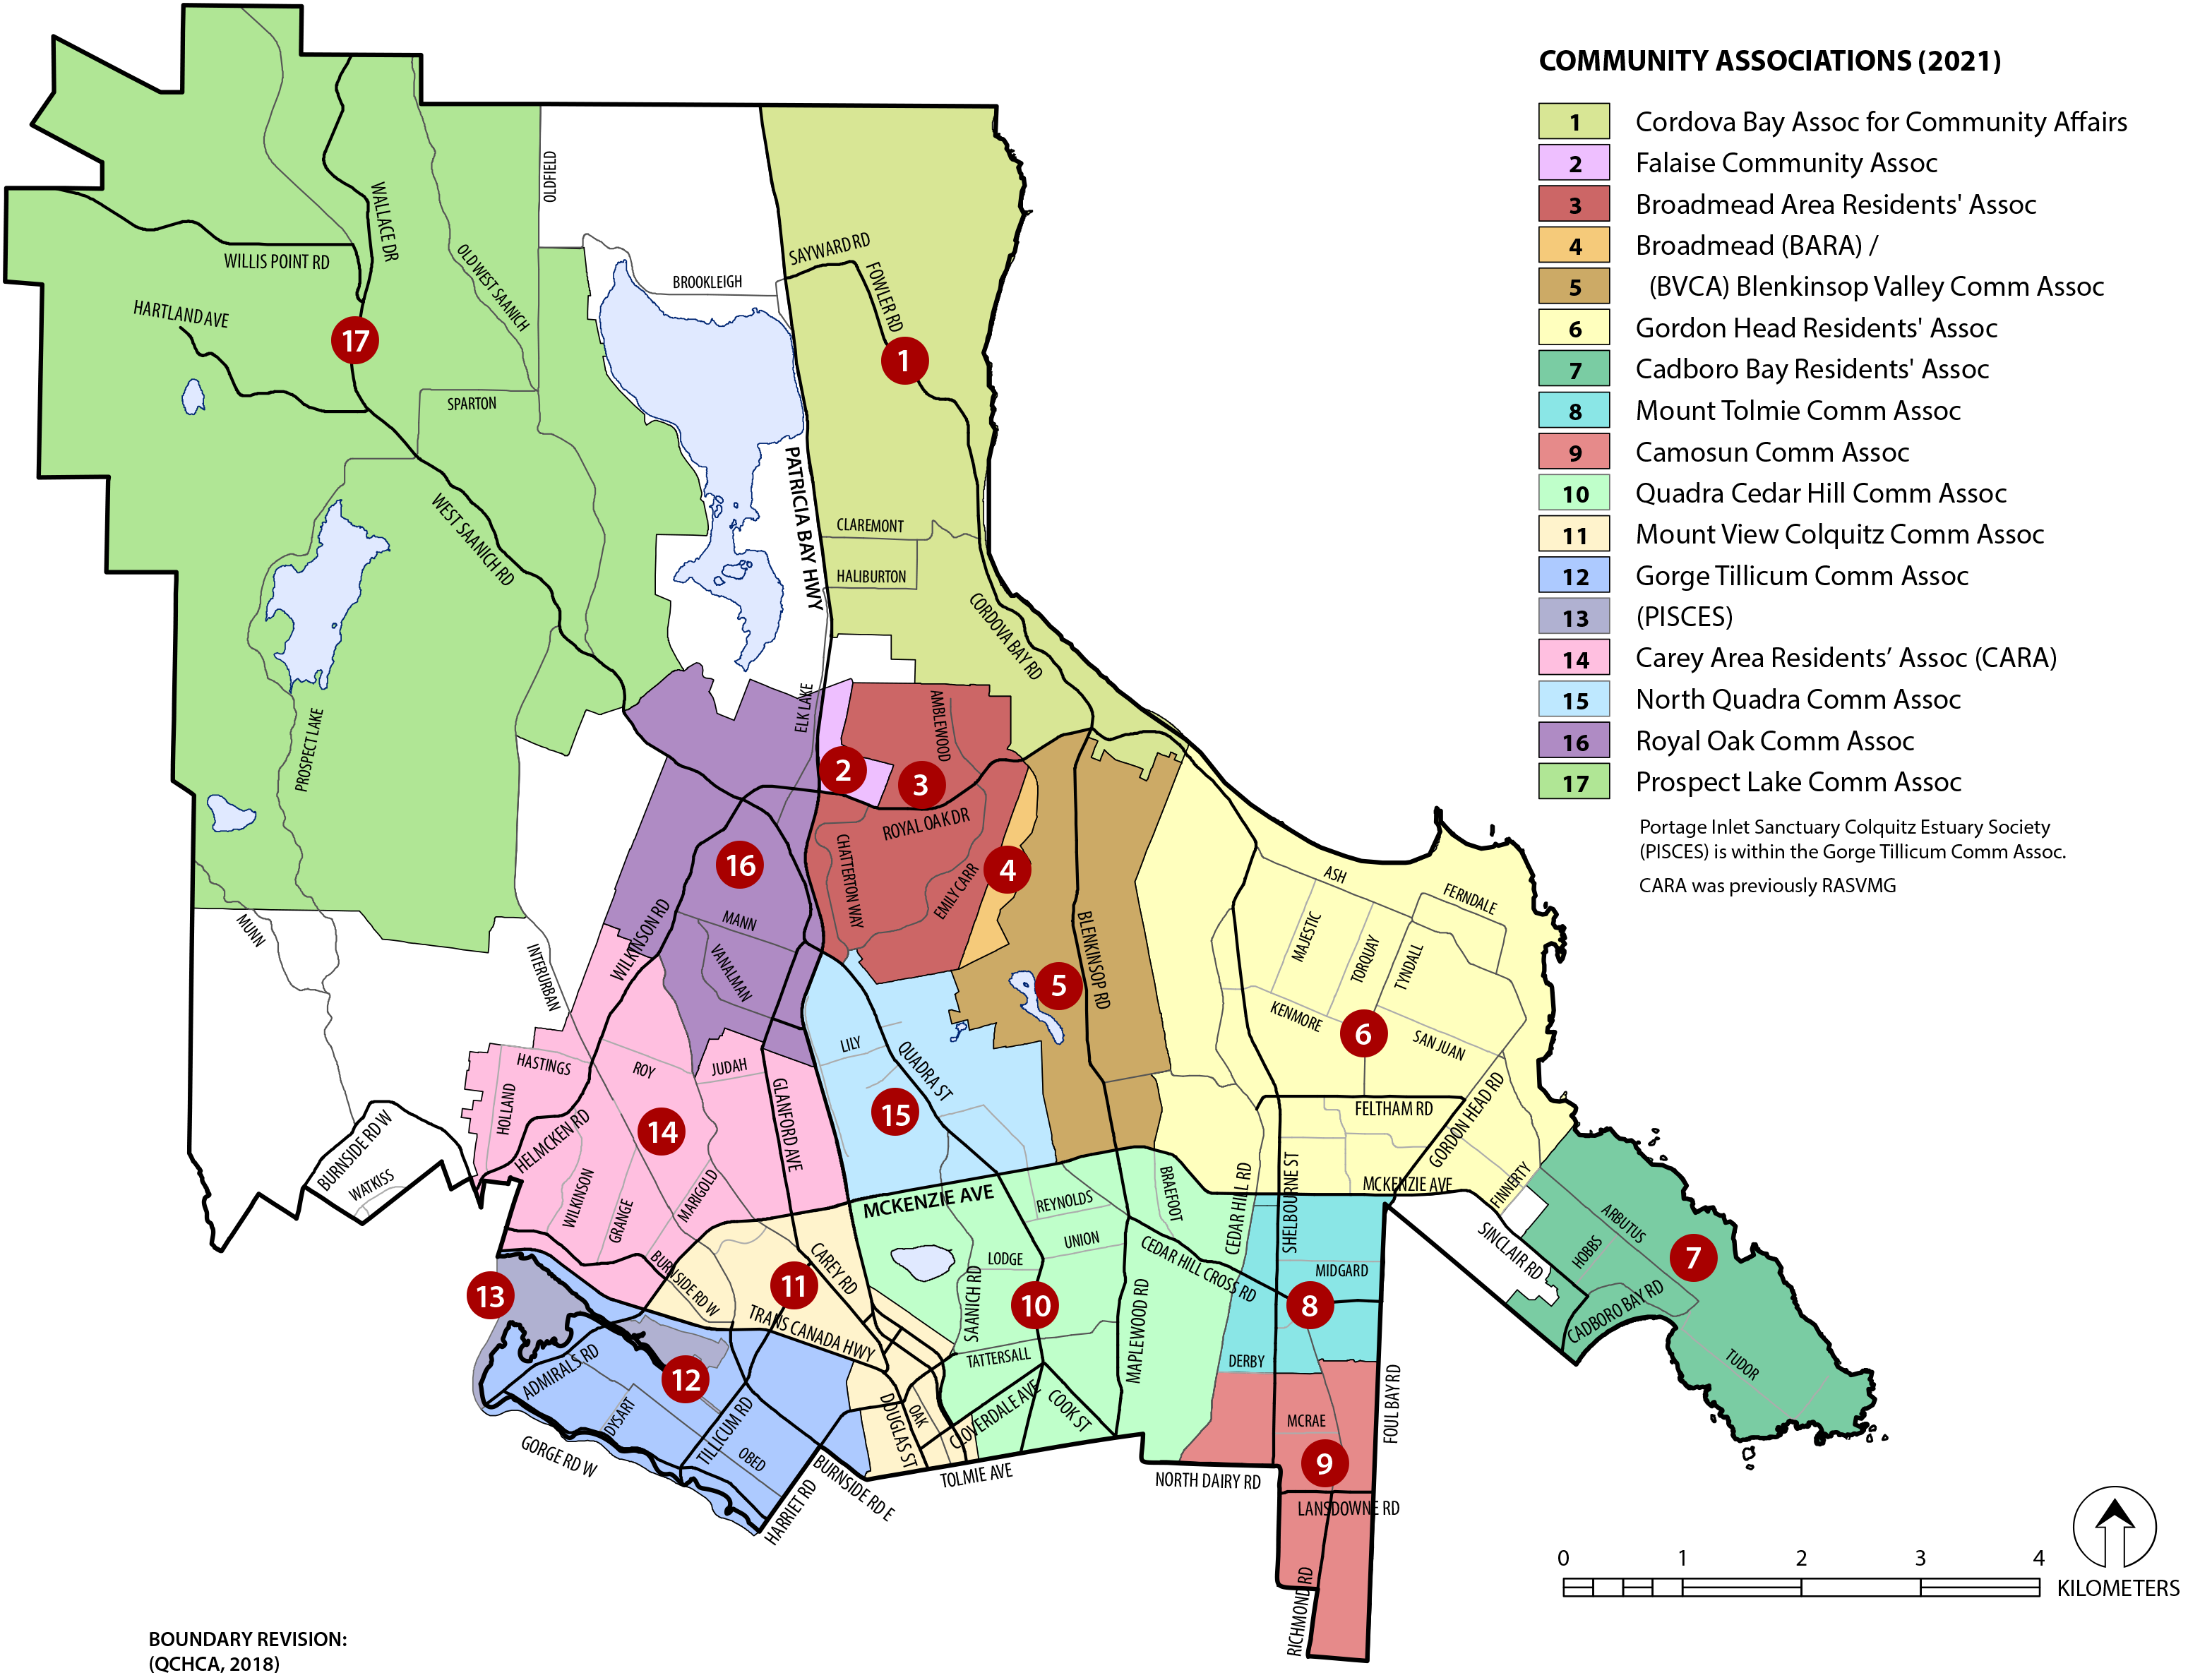 COMMUNITY ASSOCIATIONS (2021)
1 Cordova Bay Assoc for Community Affairs
2 Falaise Community Assoc
3 Broadmead Area Residents' Assoc
4 Broadmead (BARA) /
5 (BVCA) Blenkinsop Valley Comm Assoc
6 Gordon Head Residents' Assoc
7 Cadboro Bay Residents' Assoc
8 Mount Tolmie Comm Assoc
9 Camosun Comm Assoc
10 Quadra Cedar Hill Comm Assoc
11 Mount View Colquitz Comm Assoc
12 Gorge Tillicum Comm Assoc
13 (PISCES)
14 Carey Area Residents’ Assoc (CARA)
15 North Quadra Comm Assoc
16 Royal Oak Comm Assoc
17 Prospect Lake Comm Assoc
Portage Inlet Sanctuary Colquitz Estuary Society
(PISCES) is within the Gorge Tillicum Comm Assoc.
CARA was previously RASVMG
OLDFIELD
WALLACE DR
WILLIS POINT RD
OLD WEST SAANICH
BROOKLEIGH
SAYWARD RD
FOWLER RD
HARTLAND AVE
17
1
SPARTON
PATRICIA BAY HWY
WEST SAANICH RD
CLAREMONT
HALIBURTON
CORDOVA BAY RD
PROSPECT LAKE
ELK LAKE
AMBLEWOOD
2
3
ROYAL OAK DR
CHATTERTON WAY
EMILY CARR
4
16
MANN
VANALMAN
WILKINSON RD
INTERURBAN
MUNN
BLENKINSOP RD
5
ASH
FERNDALE
MAJESTIC
TORQUAY
TYNDALL
KENMORE
6
SAN JUAN
LILY
QUADRA ST
15
HASTINGS
ROY
JUDAH
HOLLAND
HELMCKEN RD
14
GLANFORD AVE
FELTHAM RD
GORDON HEAD RD
BURNSIDE RD W
WATKISS
WILKINSON
GRANGE
MARIGOLD
MCKENZIE AVE
REYNOLDS
BRAEFOOT
CEDAR HILL RD
SHELBOURNE ST
MCKENZIE AVE
FINNERTY
SINCLAIR RD
ARBUTUS
HOBBS
7
CADBORO BAY RD
TUDOR
LODGE
UNION
CEDAR HILL CROSS RD
MIDGARD
BURNSIDE RD W
CAREY RD
11
TRANS CANADA HWY
13
SAANICH RD
10
MAPLEWOOD RD
8
TATTERSALL
DERBY
ADMIRALS RD
12
DYSART
TILLICUM RD
OBED
GORGE RD W
HARRIET RD
BURNSIDE RD E
DOUGLAS ST
OAK
CLOVERDALE AVE
COOK ST
TOLMIE AVE
NORTH DAIRY RD
MCRAE
FOUL BAY RD
9
LANSDOWNE RD
RICHMOND RD
0 1 2 3 4
KILOMETERS
BOUNDARY REVISION:
(QCHCA, 2018)